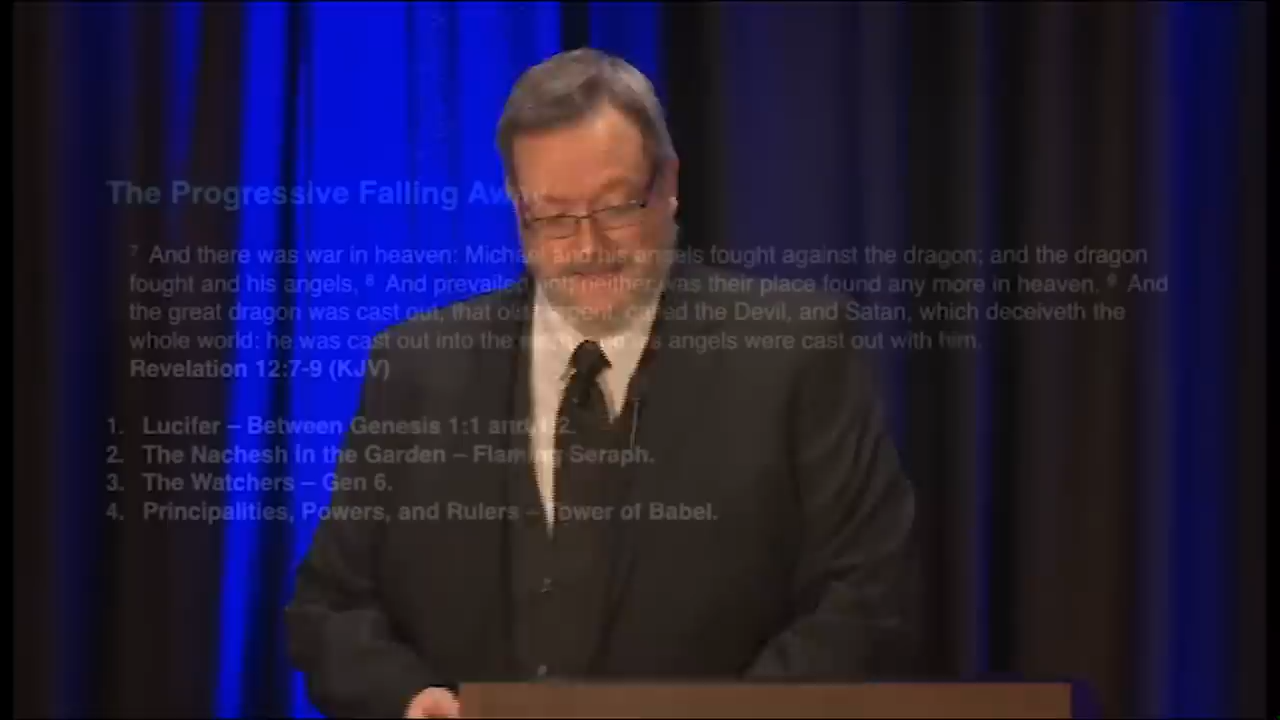 The Progressive Falling Away
7 And there was war in heaven: Michael and his angels fought against the dragon; and the dragon
fought and his angels, 8 And prevailed not; neither was their place found any more in heaven. 9 And
the great dragon was cast out, that old serpent, called the Devil, and Satan, which deceiveth the
whole world: he was cast out into the angels were cast out with him.
Revelation 12:7-9 (KJV)
1. Lucifer – Between Genesis 1:1 and 1:2.
2. The Nachesh in the Garden – Flaming Seraph.
3. The Watchers – Gen 6.
4. Principalities, Powers, and Rulers – Tower of Babel.